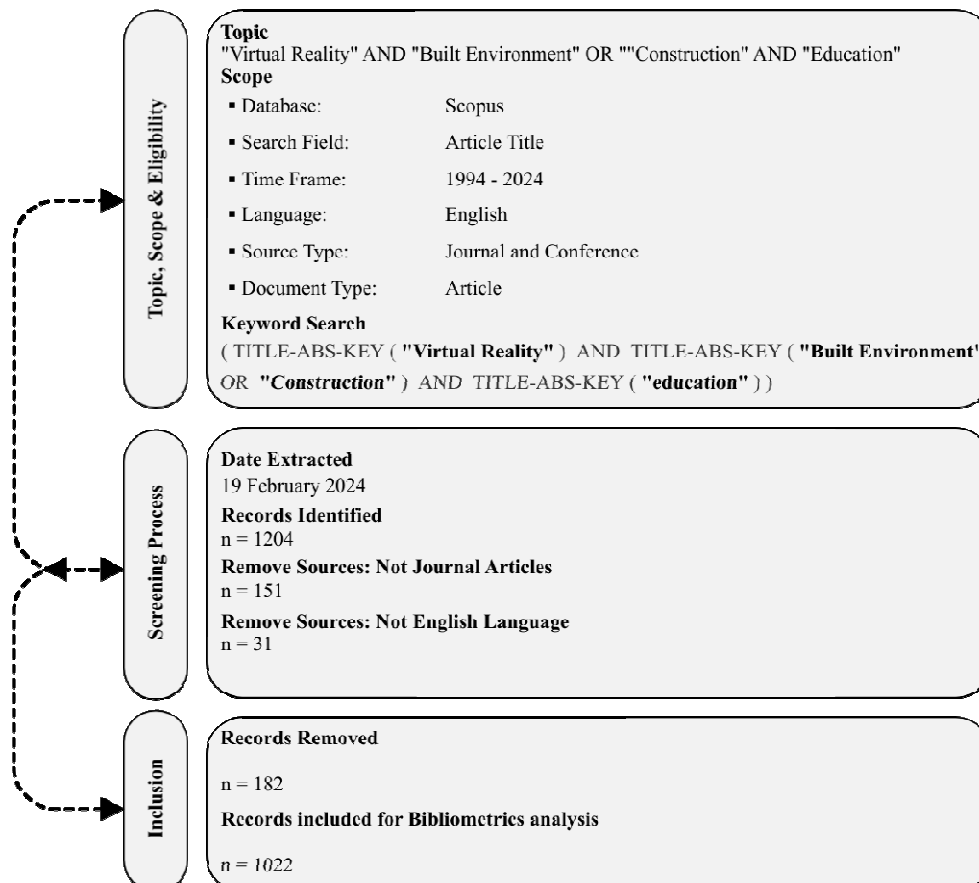 Topic, Scope & Eligibility
Topic
"Virtual Reality" AND "Built Environment" OR ""Construction" AND "Education"
Scope
▪ Database: Scopus
▪ Search Field: Article Title
▪ Time Frame: 1994 - 2024
▪ Language: English
▪ Source Type: Journal and Conference
▪ Document Type: Article
Keyword Search
( TITLE-ABS-KEY ( "Virtual Reality" ) AND TITLE-ABS-KEY ( "Built Environment"
OR "Construction" ) AND TITLE-ABS-KEY ( "education" ) )
Screening Process
Date Extracted
19 February 2024
Records Identified
n = 1204
Remove Sources: Not Journal Articles
n = 151
Remove Sources: Not English Language
n = 31
Inclusion
Records Removed
n = 182
Records included for Bibliometrics analysis
n = 1022